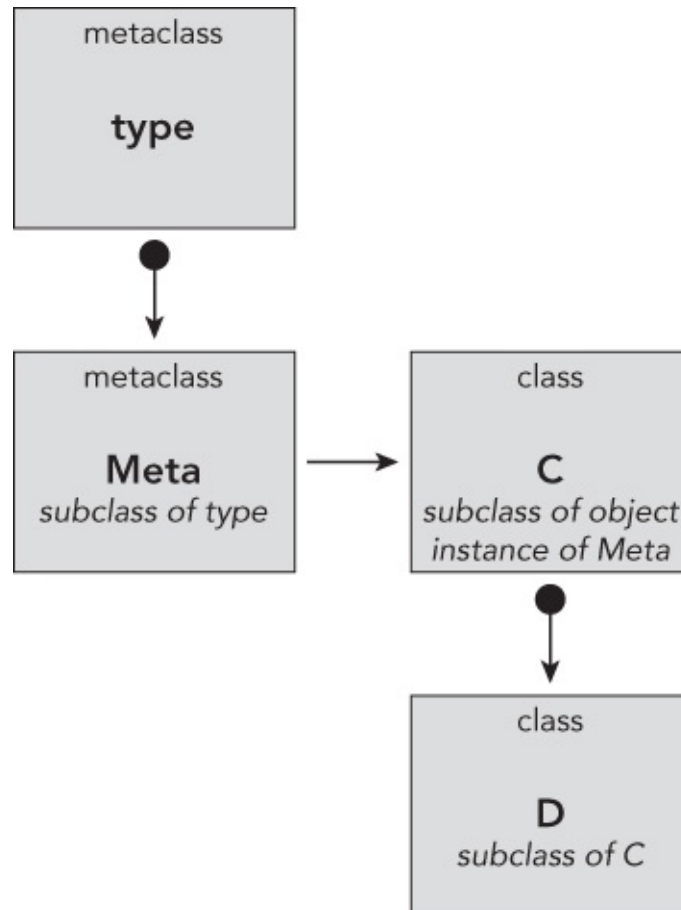 metaclass
type
metaclass
Meta
subclass of type
class
C
subclass of object
instance of Meta
class
D
subclass of C